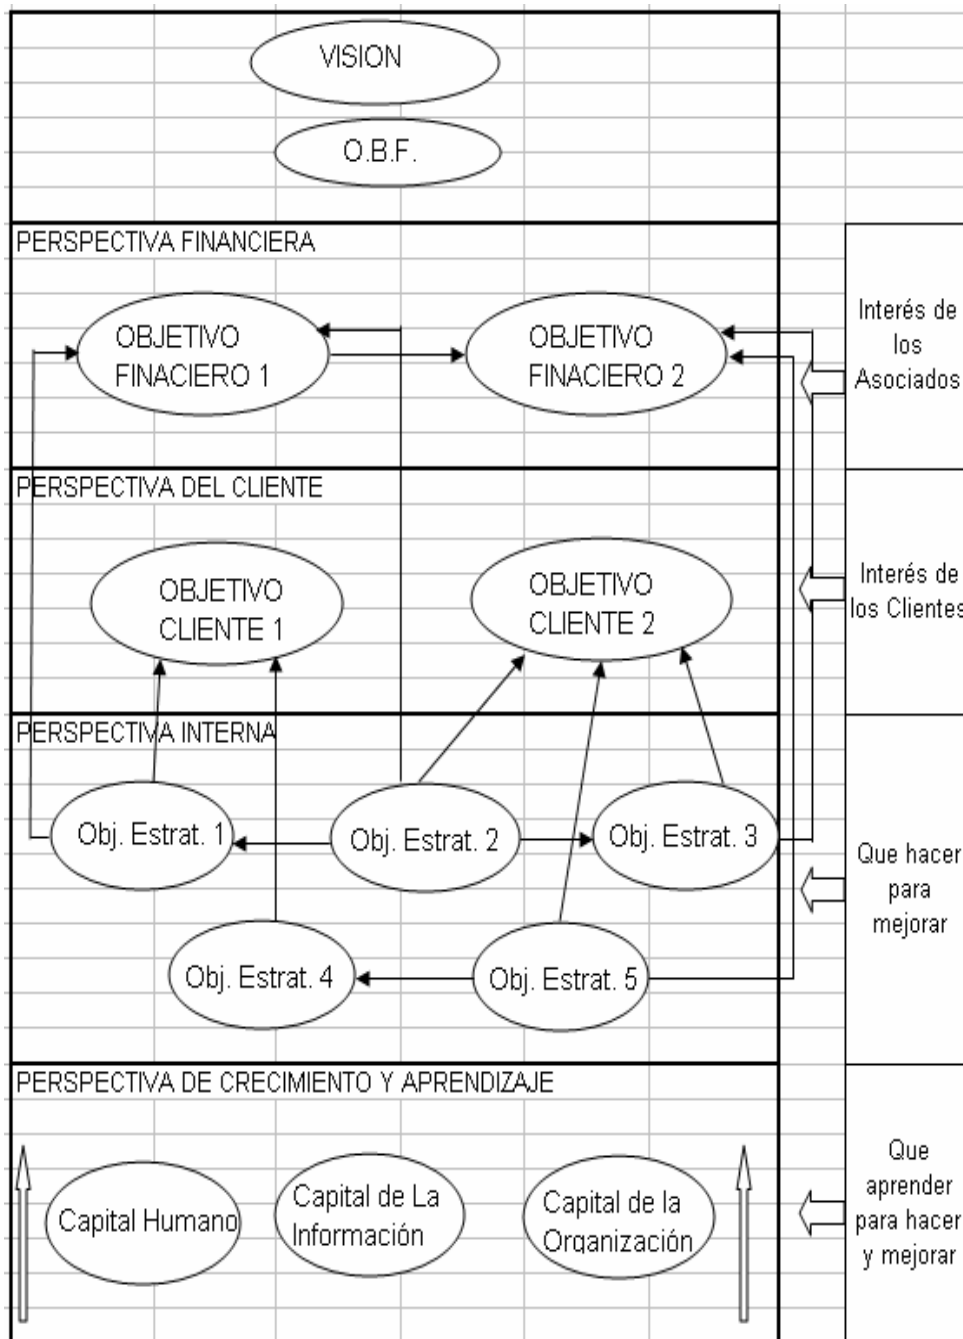 VISION
O.B.F.
PERSPECTIVA FINANCIERA
OBJETIVO
FINACIERO 1
OBJETIVO
FINACIERO 2
Interés de
los
Asociados
PERSPECTIVA DEL CLIENTE
OBJETIVO
CLIENTE 1
OBJETIVO
CLIENTE 2
Interés de
los Clientes
PERSPECTIVA INTERNA
Obj. Estrat. 1
Obj. Estrat. 2
Obj. Estrat. 3
Obj. Estrat. 4
Obj. Estrat. 5
Que hacer
para
mejorar
PERSPECTIVA DE CRECIMIENTO Y APRENDIZAJE
Capital Humano
Capital de La
Información
Capital de la
Organización
Que
aprender
para hacer
y mejorar